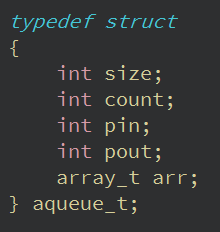 typedef struct
{
    int size;
    int count;
    int pin;
    int pout;
    array_t arr;
} aqueue_t;